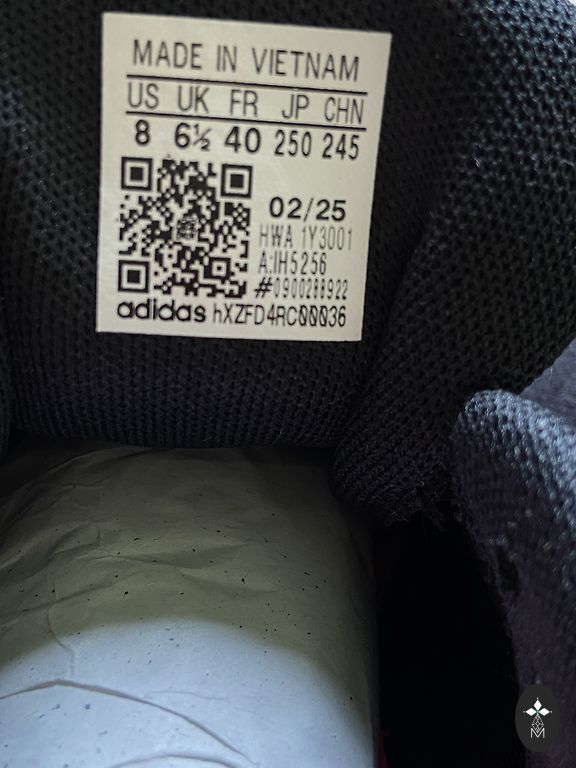 MADE IN VIETNAM
US UK FR JP CHN
8 6½ 40 250 245
02/25
HWA 1Y3001
A:IH5256
#0900288922
adidas hXZFD4RC00036
M